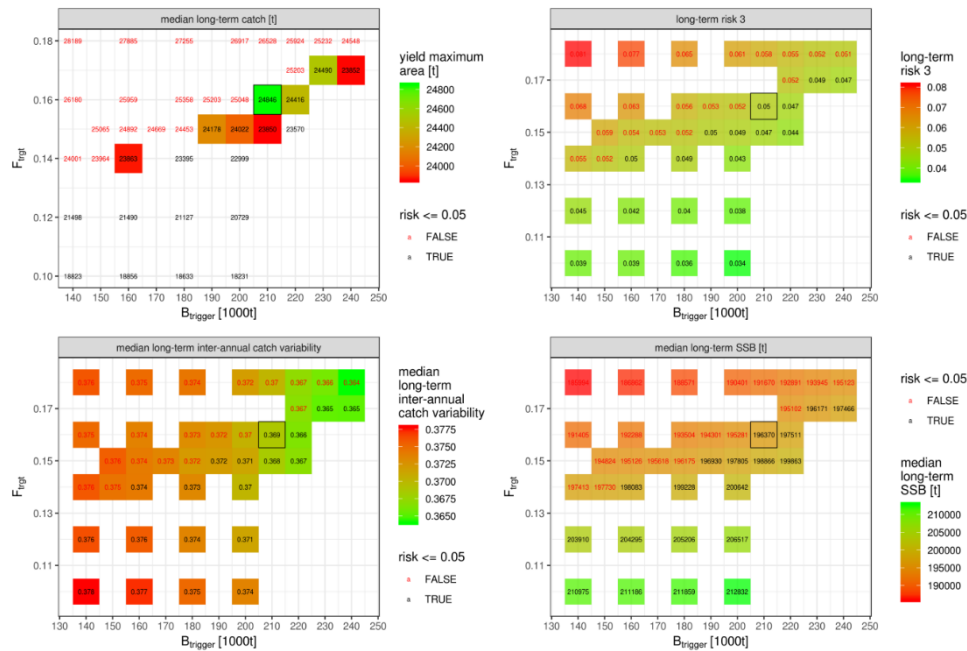 median long-term catch [t]
0.18
28189 27885 27255 26917 26528 25924 25232 24548
25203 24490
0.16
26180 25959 25358 25203 25048 24846 24416
25065 24892 24669 24453 24178 24022 23850 23570
0.14
24001 23964 23803 23395 22999
0.12
21498 21490 21127 20729
0.10
18823 18856 18633 18231
F trgt
140 150 160 170 180 190 200 210 220 230 240 250
B trigger [1000t]
yield maximum
area [t]
24800
24600
24400
24200
24000
risk <= 0.05
a FALSE
a TRUE
long-term risk 3
0.077 0.065 0.061 0.058 0.055 0.052 0.051
0.17
0.052 0.049 0.047
0.068 0.063 0.056 0.053 0.052 0.05 0.047
0.15
0.059 0.054 0.053 0.052 0.05 0.049 0.047 0.044
0.055 0.052 0.05 0.049 0.043
0.13
0.045 0.042 0.04 0.038
0.11
0.039 0.039 0.036 0.034
F trgt
130 140 150 160 170 180 190 200 210 220 230 240 250
B trigger [1000t]
long-term
risk 3
0.08
0.07
0.06
0.05
0.04
risk <= 0.05
a FALSE
a TRUE
median long-term inter-annual catch variability
0.376 0.375 0.374 0.372 0.37 0.367 0.366 0.364
0.17
0.367 0.365 0.365
0.375 0.374 0.373 0.372 0.37 0.369 0.366
0.15
0.376 0.374 0.373 0.373 0.372 0.371 0.368 0.367
0.376 0.375 0.374 0.373 0.37
0.13
0.376 0.376 0.374 0.371
0.11
0.378 0.377 0.375 0.374
F trgt
130 140 150 160 170 180 190 200 210 220 230 240 250
B trigger [1000t]
median
long-term
inter-annual
catch variability
0.3775
0.3750
0.3725
0.3700
0.3675
0.3650
risk <= 0.05
a FALSE
a TRUE
median long-term SSB [t]
188571 190401 191670 192891 193945 195123
0.17
195102 196171 197466
191405 192288 193504 194301 195281 196370 197511
0.15
194824 195126 195618 196175 196930 197805 198866 199863
197413 197730 198083 199228 200642
0.13
203910 204295 205206 206517
0.11
210975 211186 211859 212832
F trgt
130 140 150 160 170 180 190 200 210 220 230 240 250
B trigger [1000t]
risk <= 0.05
a FALSE
a TRUE
median
long-term
SSB [t]
210000
205000
200000
195000
190000